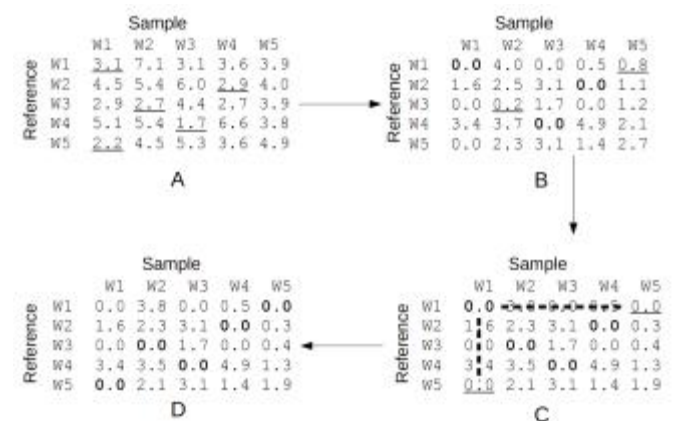 Sample
W1 W2 W3 W4 W5
Reference
W1 3.1 7.1 3.1 3.6 3.9
W2 4.5 5.4 6.0 2.9 4.0
W3 2.9 2.7 4.4 2.7 3.9
W4 5.1 5.4 1.7 6.6 3.8
W5 2.2 4.5 5.3 3.6 4.9
A
Sample
W1 W2 W3 W4 W5
Reference
W1 0.0 4.0 0.0 0.5 0.8
W2 1.6 2.5 3.1 0.0 1.1
W3 0.0 0.2 1.7 0.0 1.2
W4 3.4 3.7 0.0 4.9 2.1
W5 0.0 2.3 3.1 1.4 2.7
B
Sample
W1 W2 W3 W4 W5
Reference
W1 0.0 3.8 0.0 0.5 0.0
W2 1.6 2.3 3.1 0.0 0.3
W3 0.0 0.0 1.7 0.0 0.4
W4 3.4 3.5 0.0 4.9 1.3
W5 0.0 2.1 3.1 1.4 1.9
D
Sample
W1 W2 W3 W4 W5
Reference
W1 0.0 0.0
W2 1.6 2.3 3.1 0.0 0.3
W3 0.0 0.0 1.7 0.0 0.4
W4 3.4 3.5 0.0 4.9 1.3
W5 0.0 2.1 3.1 1.4 1.9
C